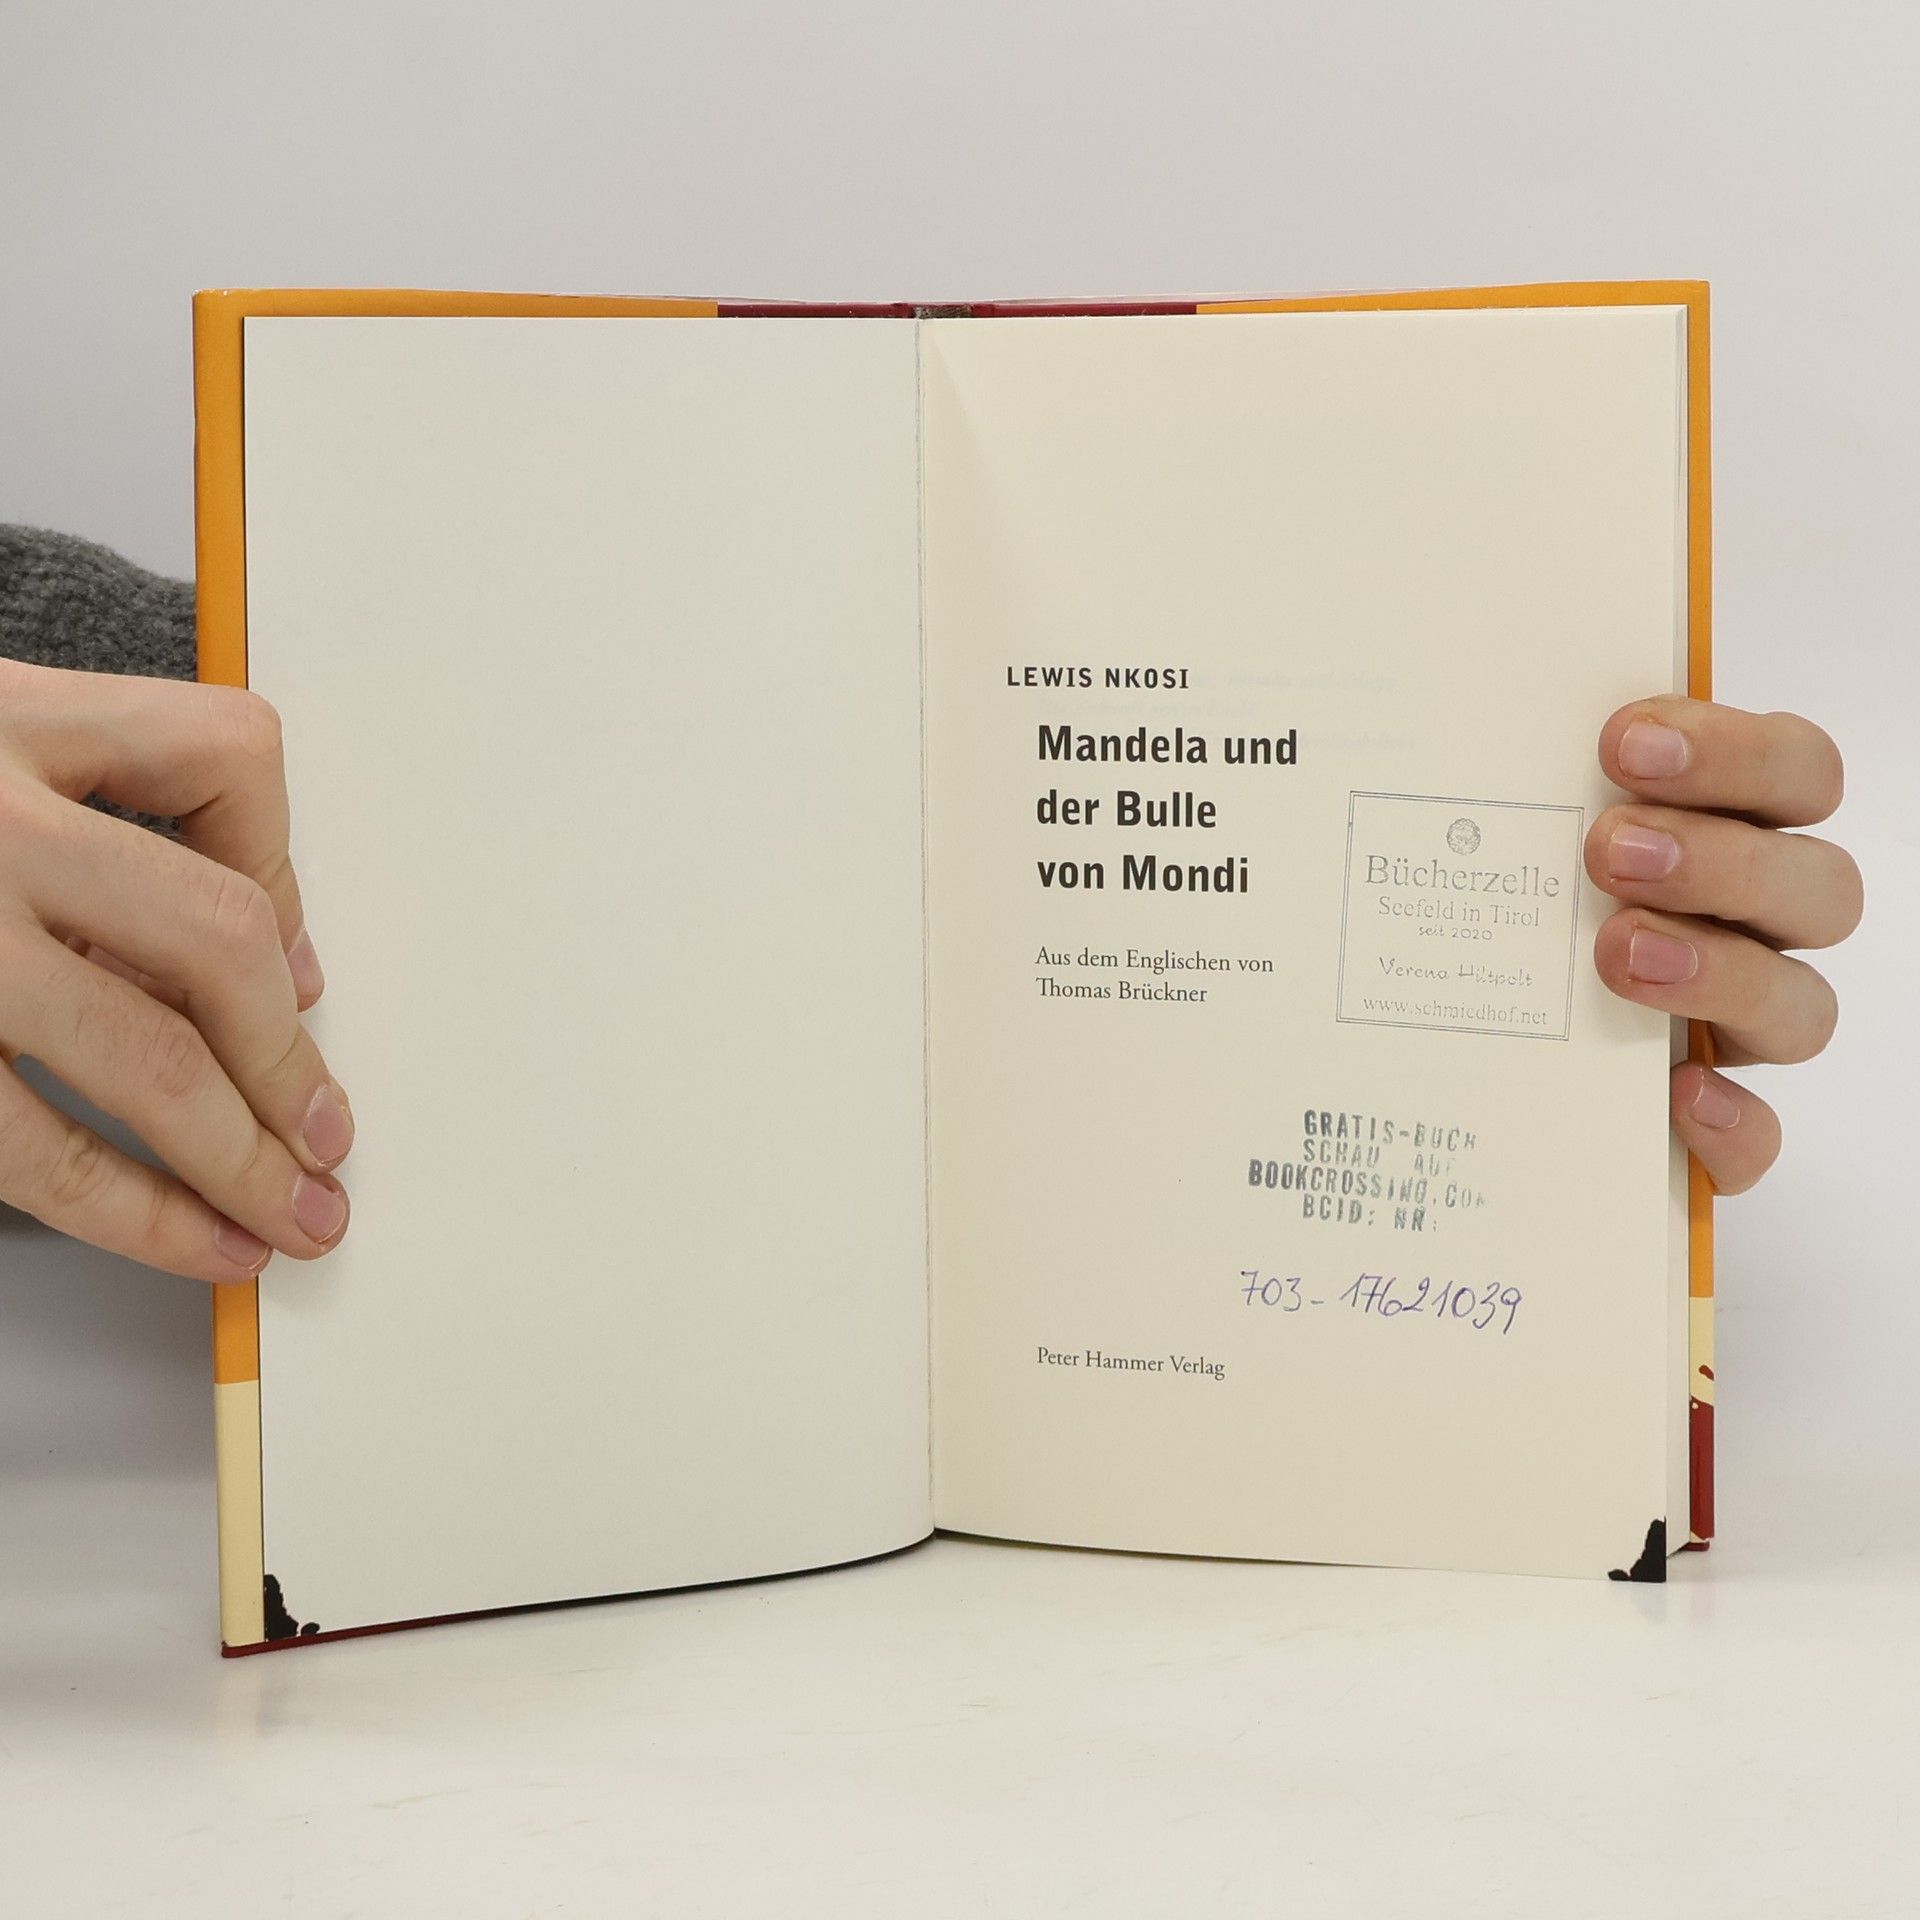 LEWIS NKOSI
Mandela und
der Bulle
von Mondi
Aus dem Englischen von
Thomas Brückner
Bücherzelle
Seefeld in Tirol
seit 2020
Verena Hiltpolt
www.schmiedhof.net
GRATIS-BUCH
SCHAU AUF
BOOKCROSSING.COM
BCID: NR:
703-17621039
Peter Hammer Verlag